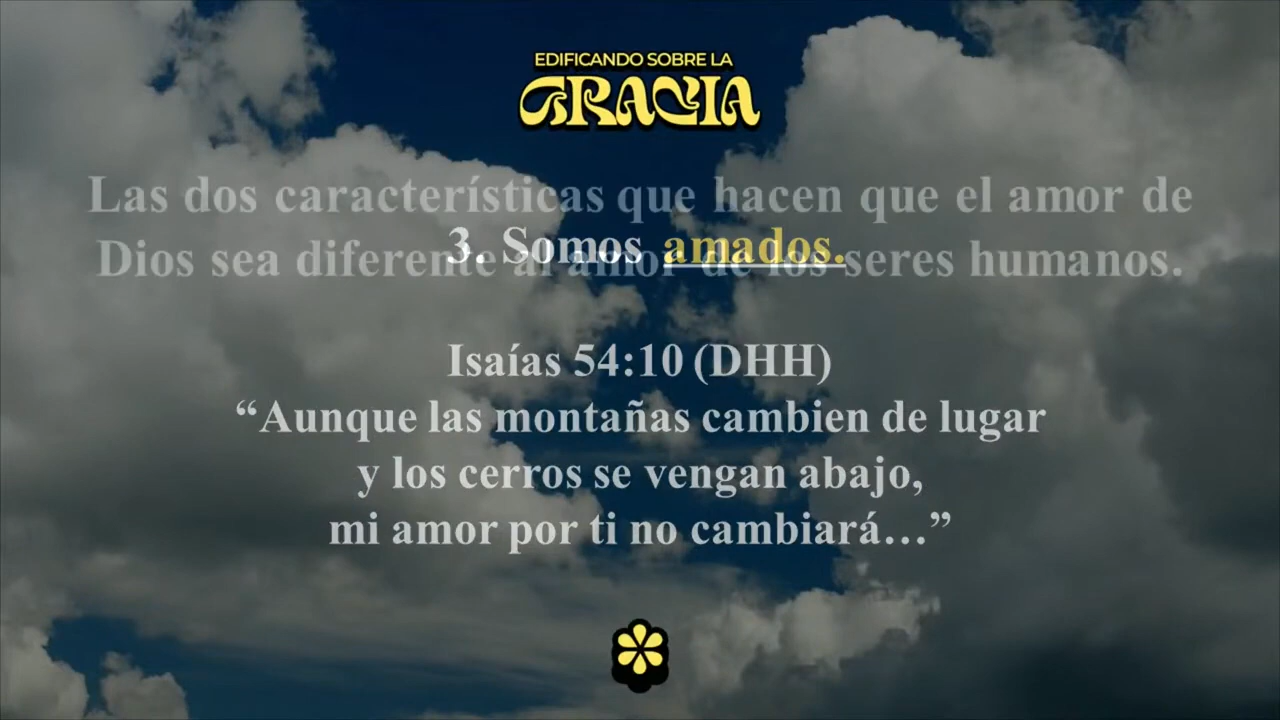 EDIFICANDO SOBRE LA
GRACIA
Las dos características que hacen que el amor de
3. Somos amados.
Dios sea diferente al amor de los seres humanos.
Isaías 54:10 (DHH)
“Aunque las montañas cambien de lugar
y los cerros se vengan abajo,
mi amor por ti no cambiará…”